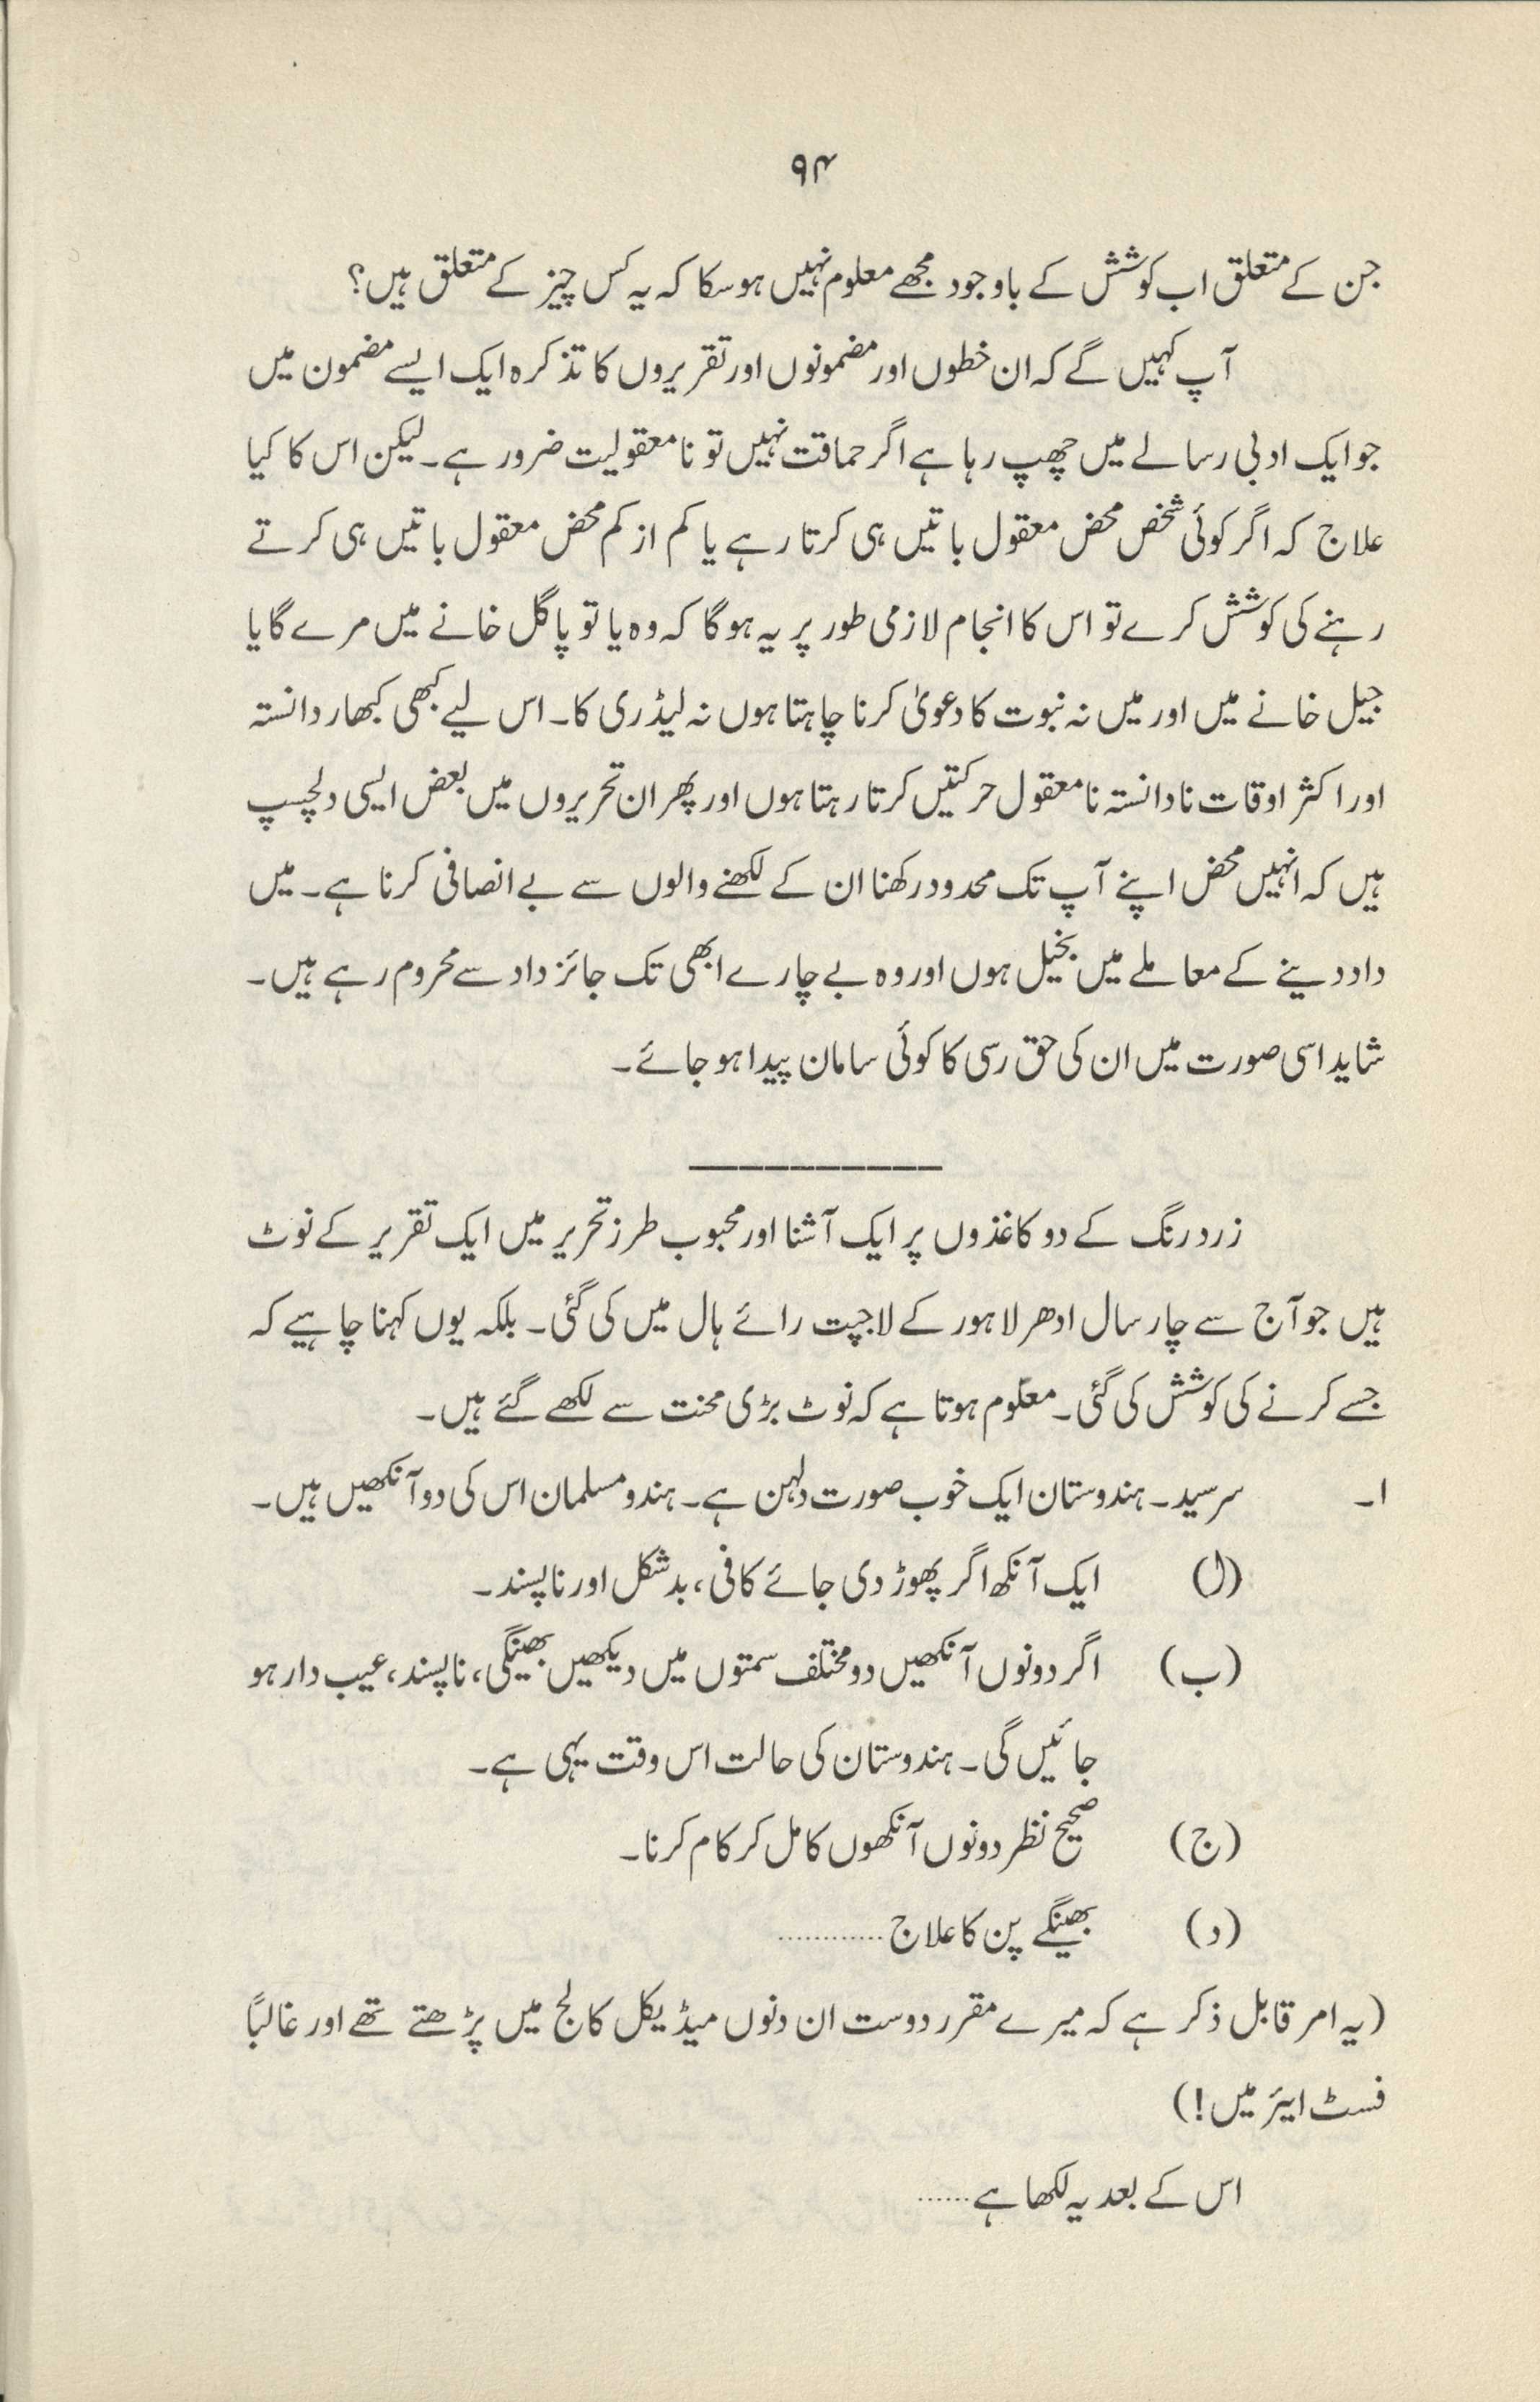 ۹۴
جن کے متعلق اب کوشش کے باوجود مجھے معلوم نہیں ہو سکا کہ یہ کس چیز کے متعلق ہیں؟
آپ کہیں گے کہ ان خطوں اور مضمونوں اور تقریروں کا تذکرہ ایک ایسے مضمون میں
جو ایک ادبی رسالے میں چھپ رہا ہے اگر حماقت نہیں تو نامعقولیت ضرور ہے۔ لیکن اس کا کیا
علاج کہ اگر کوئی شخص محض معقول باتیں ہی کرتا رہے یا کم از کم محض معقول باتیں ہی کرتے
رہنے کی کوشش کرے تو اس کا انجام لازمی طور پر یہ ہوگا کہ وہ یا تو پاگل خانے میں مرے گا یا
جیل خانے میں اور میں نہ نبوت کا دعویٰ کرنا چاہتا ہوں نہ لیڈری کا۔ اس لیے کبھی کبھار دانستہ
اور اکثر اوقات نادانستہ نامعقول حرکتیں کرتا رہتا ہوں اور پھر ان تحریروں میں بعض ایسی دلچسپ
ہیں کہ انہیں محض اپنے آپ تک محدود رکھنا ان کے لکھنے والوں سے بے انصافی کرنا ہے۔ میں
داد دینے کے معاملے میں بخیل ہوں اور وہ بے چارے ابھی تک جائز داد سے محروم رہے ہیں۔
شاید اسی صورت میں ان کی حق رسی کا کوئی سامان پیدا ہو جائے۔
زرد رنگ کے دو کاغذوں پر ایک آشنا اور محبوب طرز تحریر میں ایک تقریر کے نوٹ
ہیں جو آج سے چار سال ادھر لاہور کے لاجپت رائے ہال میں کی گئی۔ بلکہ یوں کہنا چاہیے کہ
جسے کرنے کی کوشش کی گئی۔ معلوم ہوتا ہے کہ نوٹ بڑی محنت سے لکھے گئے ہیں۔
۱۔ سرسید۔ ہندوستان ایک خوب صورت دلہن ہے۔ ہندو مسلمان اس کی دو آنکھیں ہیں۔
(ا) ایک آنکھ اگر پھوڑ دی جائے کافی، بدشکل اور ناپسند۔
(ب) اگر دونوں آنکھیں دو مختلف سمتوں میں دیکھیں بھینگی، ناپسند، عیب دار ہو
جائیں گی۔ ہندوستان کی حالت اس وقت یہی ہے۔
(ج) صحیح نظر دونوں آنکھوں کا مل کر کام کرنا۔
(د) بھینگے پن کا علاج ............
(یہ امر قابل ذکر ہے کہ میرے مقرر دوست ان دنوں میڈیکل کالج میں پڑھتے تھے اور غالباً
فسٹ ایئر میں!)
اس کے بعد یہ لکھا ہے ......